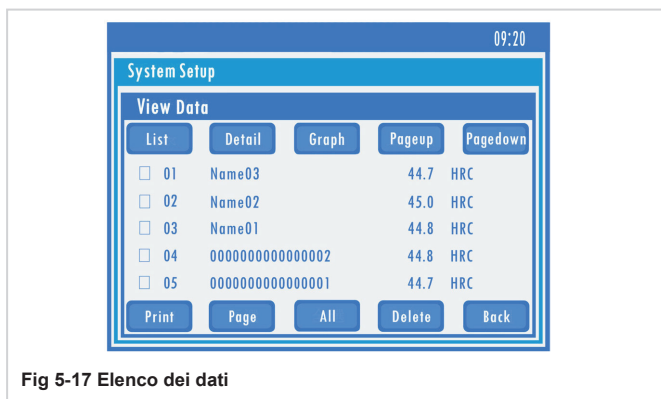 09:20
System Setup
View Data
List Detail Graph Pageup Pagedown
01 Name03 44.7 HRC
02 Name02 45.0 HRC
03 Name01 44.8 HRC
04 0000000000000002 44.8 HRC
05 0000000000000001 44.7 HRC
Print Page All Delete Back
Fig 5-17 Elenco dei dati